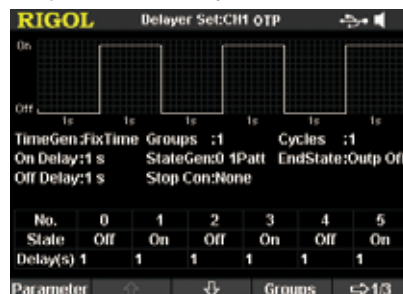 RIGOL Delayer Set:CH1 OTP
On
Off
1s 1s 1s 1s 1s 1s
TimeGen:FixTime Groups :1 Cycles :1
On Delay:1 s StateGen:0 1Patt EndState:Outp Off
Off Delay:1 s Stop Con:None
No. 0 1 2 3 4 5
State Off On Off On Off On
Delay(s) 1 1 1 1 1 1
Parameter Groups 1/3